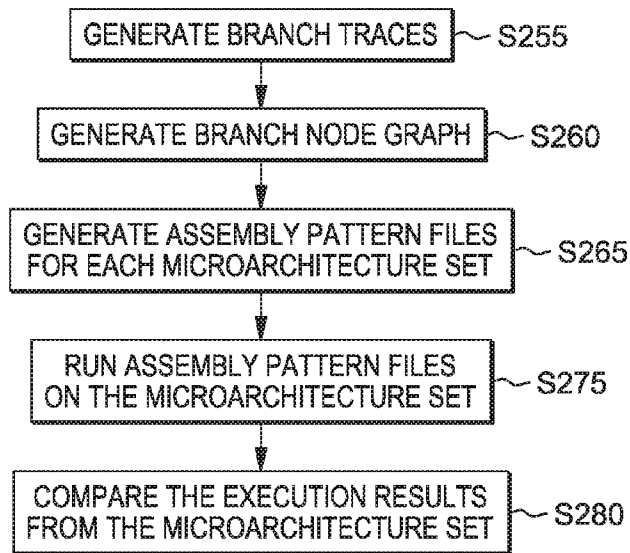 GENERATE BRANCH TRACES
S255
GENERATE BRANCH NODE GRAPH
S260
GENERATE ASSEMBLY PATTERN FILES
FOR EACH MICROARCHITECTURE SET
S265
RUN ASSEMBLY PATTERN FILES
ON THE MICROARCHITECTURE SET
S275
COMPARE THE EXECUTION RESULTS
FROM THE MICROARCHITECTURE SET
S280